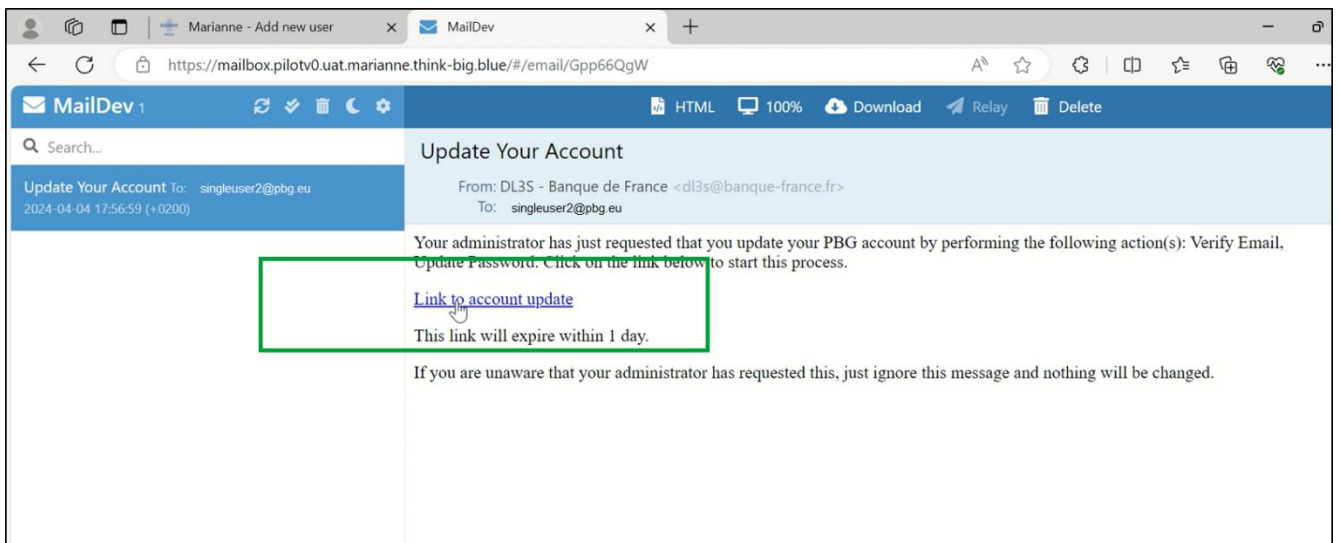 Marianne - Add new user
MailDev
https://mailbox.pilotv0.uat.marianne.think-big.blue/#/email/Gpp66QgW
MailDev 1
HTML 100% Download Relay Delete
Search...
Update Your Account To: singleuser2@pbg.eu
2024-04-04 17:56:59 (+0200)
Update Your Account
From: DL3S - Banque de France <dl3s@banque-france.fr>
To: singleuser2@pbg.eu
Your administrator has just requested that you update your PBG account by performing the following action(s): Verify Email,
Update Password. Click on the link below to start this process.
Link to account update
This link will expire within 1 day.
If you are unaware that your administrator has requested this, just ignore this message and nothing will be changed.